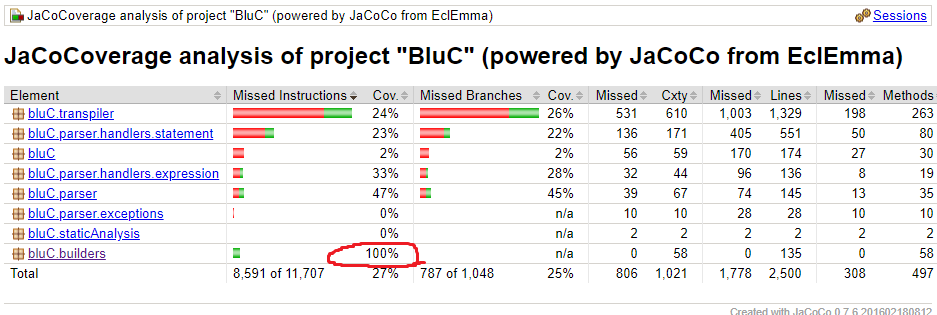 JaCoCoverage analysis of project "BluC" (powered by JaCoCo from EclEmma) Sessions
JaCoCoverage analysis of project "BluC" (powered by JaCoCo from EclEmma)
Element Missed Instructions Cov. Missed Branches Cov. Missed Cxty Missed Lines Missed Methods
bluC.transpiler 24% 26% 531 610 1,003 1,329 198 263
bluC.parser.handlers.statement 23% 22% 136 171 405 551 50 80
bluC 2% 2% 56 59 170 174 27 30
bluC.parser.handlers.expression 33% 28% 32 44 96 136 8 19
bluC.parser 47% 45% 39 67 74 145 13 35
bluC.parser.exceptions 0% n/a 10 10 28 28 10 10
bluC.staticAnalysis 0% n/a 2 2 2 2 2 2
bluC.builders 100% n/a 0 58 0 135 0 58
Total 8,591 of 11,707 27% 787 of 1,048 25% 806 1,021 1,778 2,500 308 497
Created with JaCoCo 0.7.6.201602180812